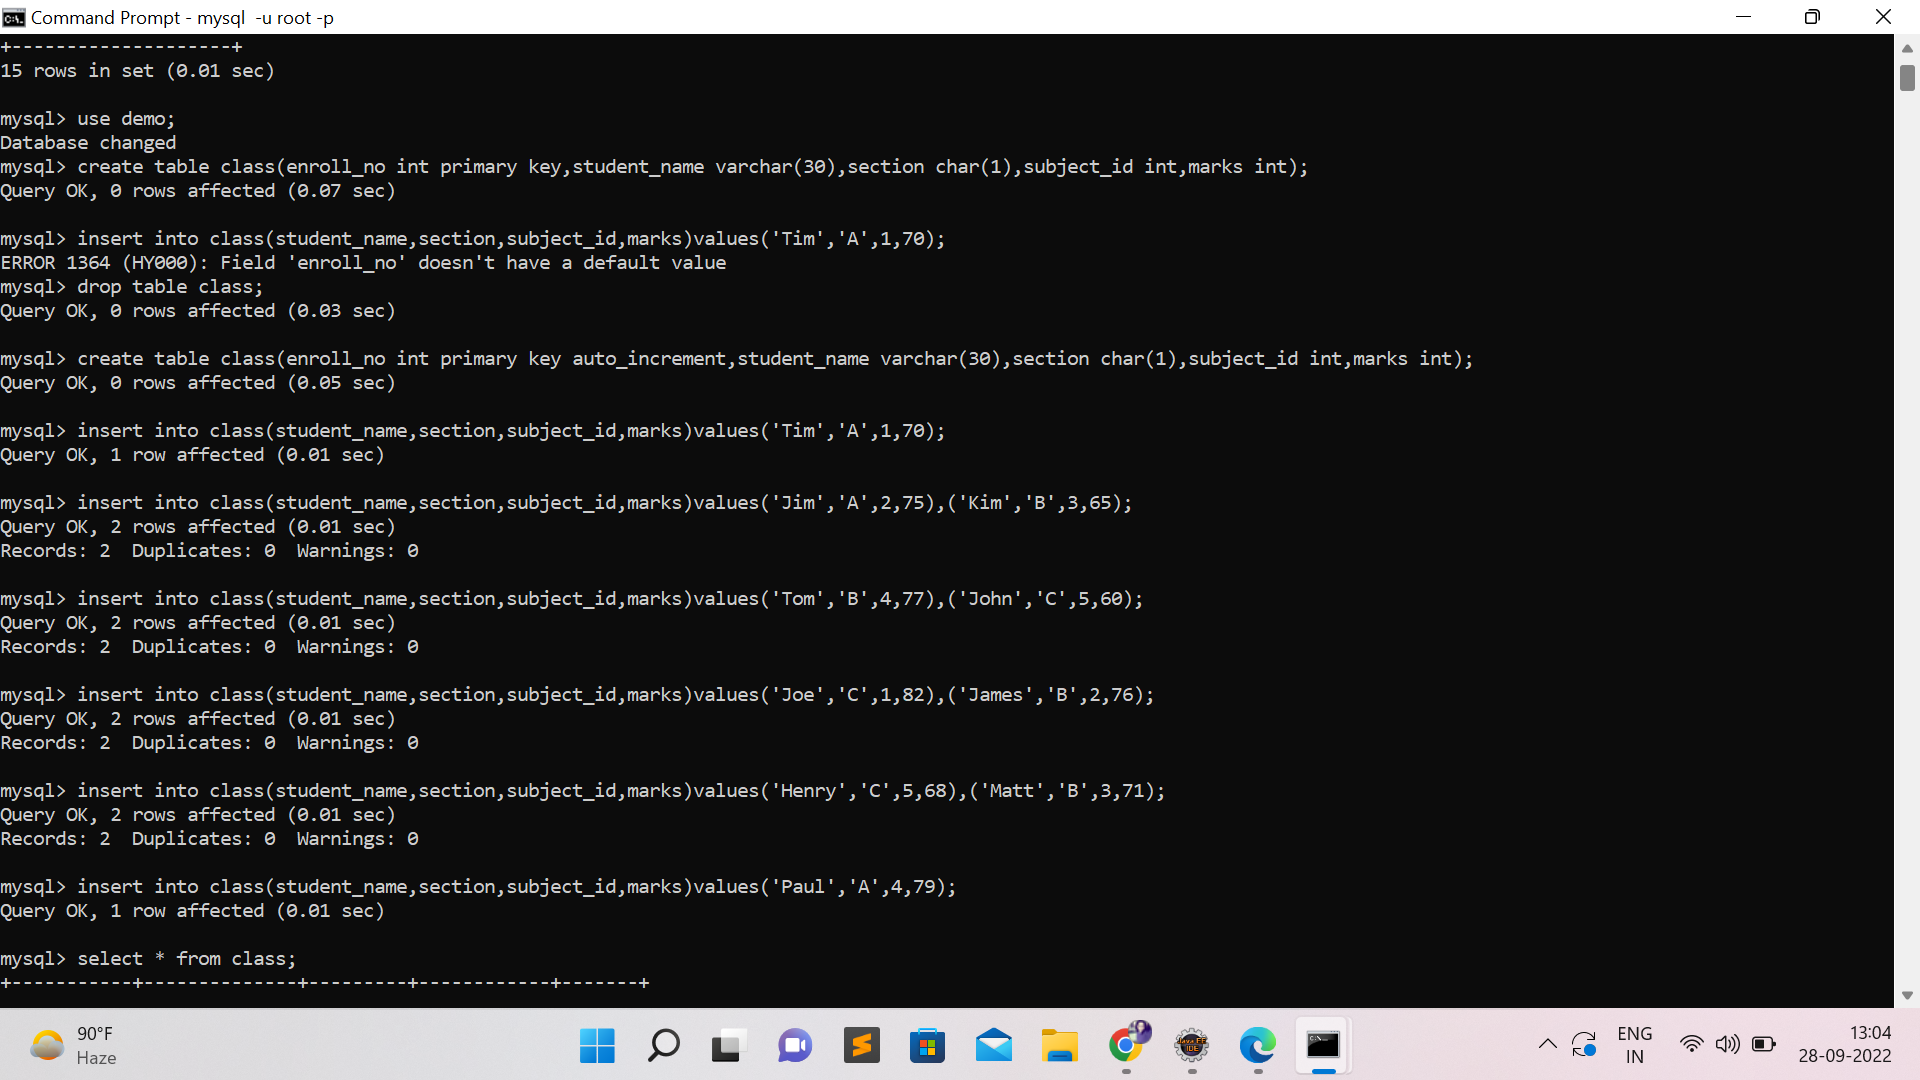 Command Prompt - mysql  -u root -p
+--------------------+
15 rows in set (0.01 sec)
mysql> use demo;
Database changed
mysql> create table class(enroll_no int primary key,student_name varchar(30),section char(1),subject_id int,marks int);
Query OK, 0 rows affected (0.07 sec)
mysql> insert into class(student_name,section,subject_id,marks)values('Tim','A',1,70);
ERROR 1364 (HY000): Field 'enroll_no' doesn't have a default value
mysql> drop table class;
Query OK, 0 rows affected (0.03 sec)
mysql> create table class(enroll_no int primary key auto_increment,student_name varchar(30),section char(1),subject_id int,marks int);
Query OK, 0 rows affected (0.05 sec)
mysql> insert into class(student_name,section,subject_id,marks)values('Tim','A',1,70);
Query OK, 1 row affected (0.01 sec)
mysql> insert into class(student_name,section,subject_id,marks)values('Jim','A',2,75),('Kim','B',3,65);
Query OK, 2 rows affected (0.01 sec)
Records: 2  Duplicates: 0  Warnings: 0
mysql> insert into class(student_name,section,subject_id,marks)values('Tom','B',4,77),('John','C',5,60);
Query OK, 2 rows affected (0.01 sec)
Records: 2  Duplicates: 0  Warnings: 0
mysql> insert into class(student_name,section,subject_id,marks)values('Joe','C',1,82),('James','B',2,76);
Query OK, 2 rows affected (0.01 sec)
Records: 2  Duplicates: 0  Warnings: 0
mysql> insert into class(student_name,section,subject_id,marks)values('Henry','C',5,68),('Matt','B',3,71);
Query OK, 2 rows affected (0.01 sec)
Records: 2  Duplicates: 0  Warnings: 0
mysql> insert into class(student_name,section,subject_id,marks)values('Paul','A',4,79);
Query OK, 1 row affected (0.01 sec)
mysql> select * from class;
+-----------+--------------+---------+------------+-------+
90°F
Haze
ENG
IN
13:04
28-09-2022